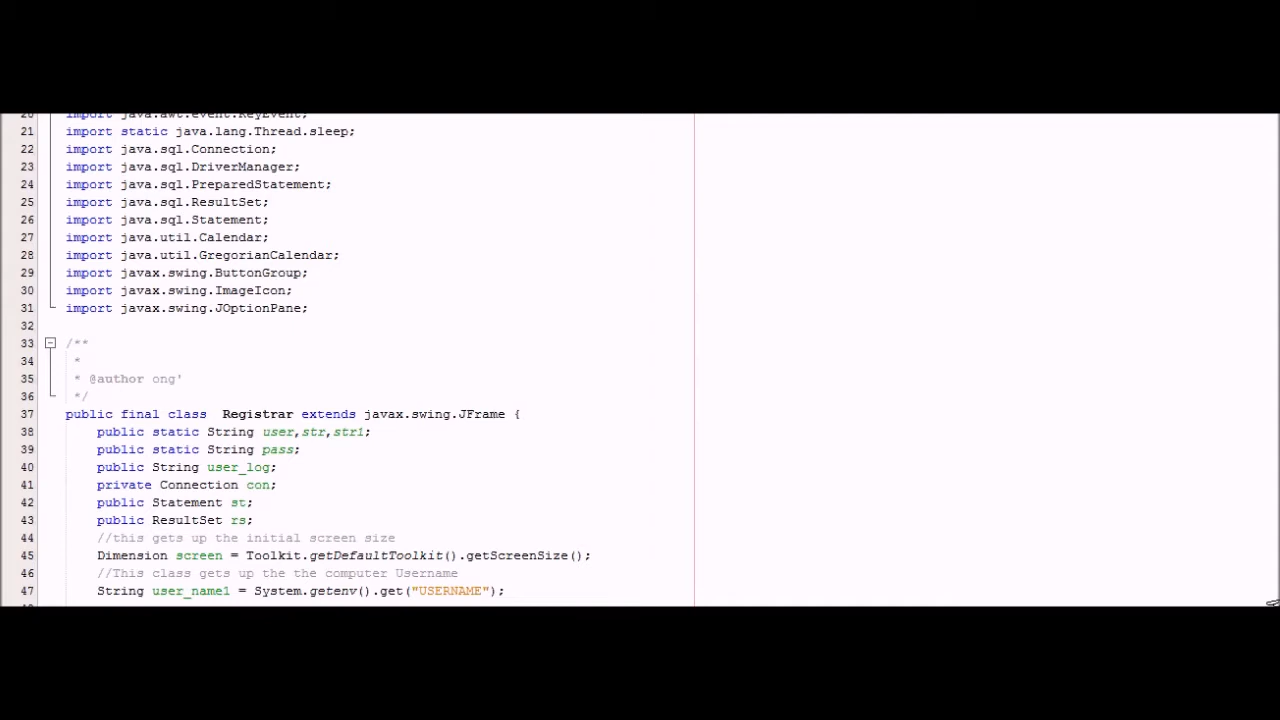 20 import java.awt.event.KeyEvent;
21 import static java.lang.Thread.sleep;
22 import java.sql.Connection;
23 import java.sql.DriverManager;
24 import java.sql.PreparedStatement;
25 import java.sql.ResultSet;
26 import java.sql.Statement;
27 import java.util.Calendar;
28 import java.util.GregorianCalendar;
29 import javax.swing.ButtonGroup;
30 import javax.swing.ImageIcon;
31 import javax.swing.JOptionPane;
32
33 /**
34 *
35 * @author ong'
36 */
37 public final class Registrar extends javax.swing.JFrame {
38 public static String user,str,str1;
39 public static String pass;
40 public String user_log;
41 private Connection con;
42 public Statement st;
43 public ResultSet rs;
44 //this gets up the initial screen size
45 Dimension screen = Toolkit.getDefaultToolkit().getScreenSize();
46 //This class gets up the the computer Username
47 String user_name1 = System.getenv().get("USERNAME");